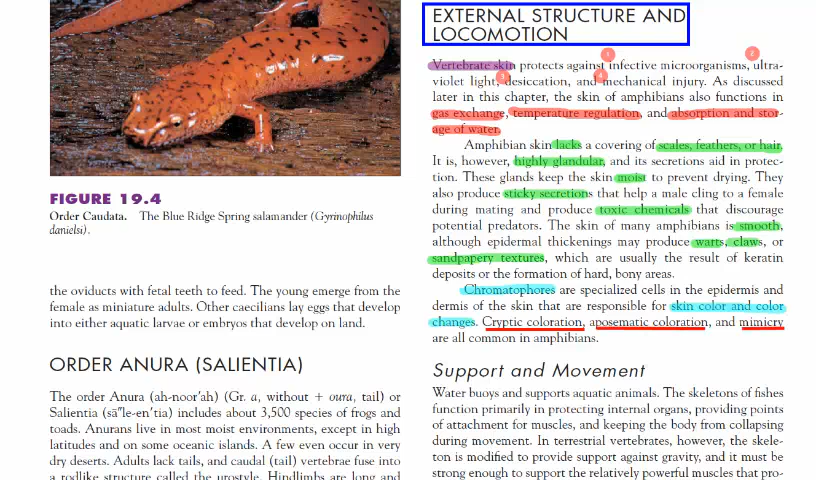 FIGURE 19.4
Order Caudata. The Blue Ridge Spring salamander (Gyrinophilus
danielsi).
the oviducts with fetal teeth to feed. The young emerge from the
female as miniature adults. Other caecilians lay eggs that develop
into either aquatic larvae or embryos that develop on land.
ORDER ANURA (SALIENTIA)
The order Anura (ah-noor′ah) (Gr. a, without + oura, tail) or
Salientia (sā″le-en′tia) includes about 3,500 species of frogs and
toads. Anurans live in most moist environments, except in high
latitudes and on some oceanic islands. A few even occur in very
dry deserts. Adults lack tails, and caudal (tail) vertebrae fuse into
a rodlike structure called the urostyle. Hindlimbs are long and
EXTERNAL STRUCTURE AND
LOCOMOTION
Vertebrate skin protects against infective microorganisms, ultra-
violet light, desiccation, and mechanical injury. As discussed
later in this chapter, the skin of amphibians also functions in
gas exchange, temperature regulation, and absorption and stor-
age of water.
Amphibian skin lacks a covering of scales, feathers, or hair.
It is, however, highly glandular, and its secretions aid in protec-
tion. These glands keep the skin moist to prevent drying. They
also produce sticky secretions that help a male cling to a female
during mating and produce toxic chemicals that discourage
potential predators. The skin of many amphibians is smooth,
although epidermal thickenings may produce warts, claws, or
sandpapery textures, which are usually the result of keratin
deposits or the formation of hard, bony areas.
Chromatophores are specialized cells in the epidermis and
dermis of the skin that are responsible for skin color and color
changes. Cryptic coloration, aposematic coloration, and mimicry
are all common in amphibians.
Support and Movement
Water buoys and supports aquatic animals. The skeletons of fishes
function primarily in protecting internal organs, providing points
of attachment for muscles, and keeping the body from collapsing
during movement. In terrestrial vertebrates, however, the skele-
ton is modified to provide support against gravity, and it must be
strong enough to support the relatively powerful muscles that pro-
1
2
3
4